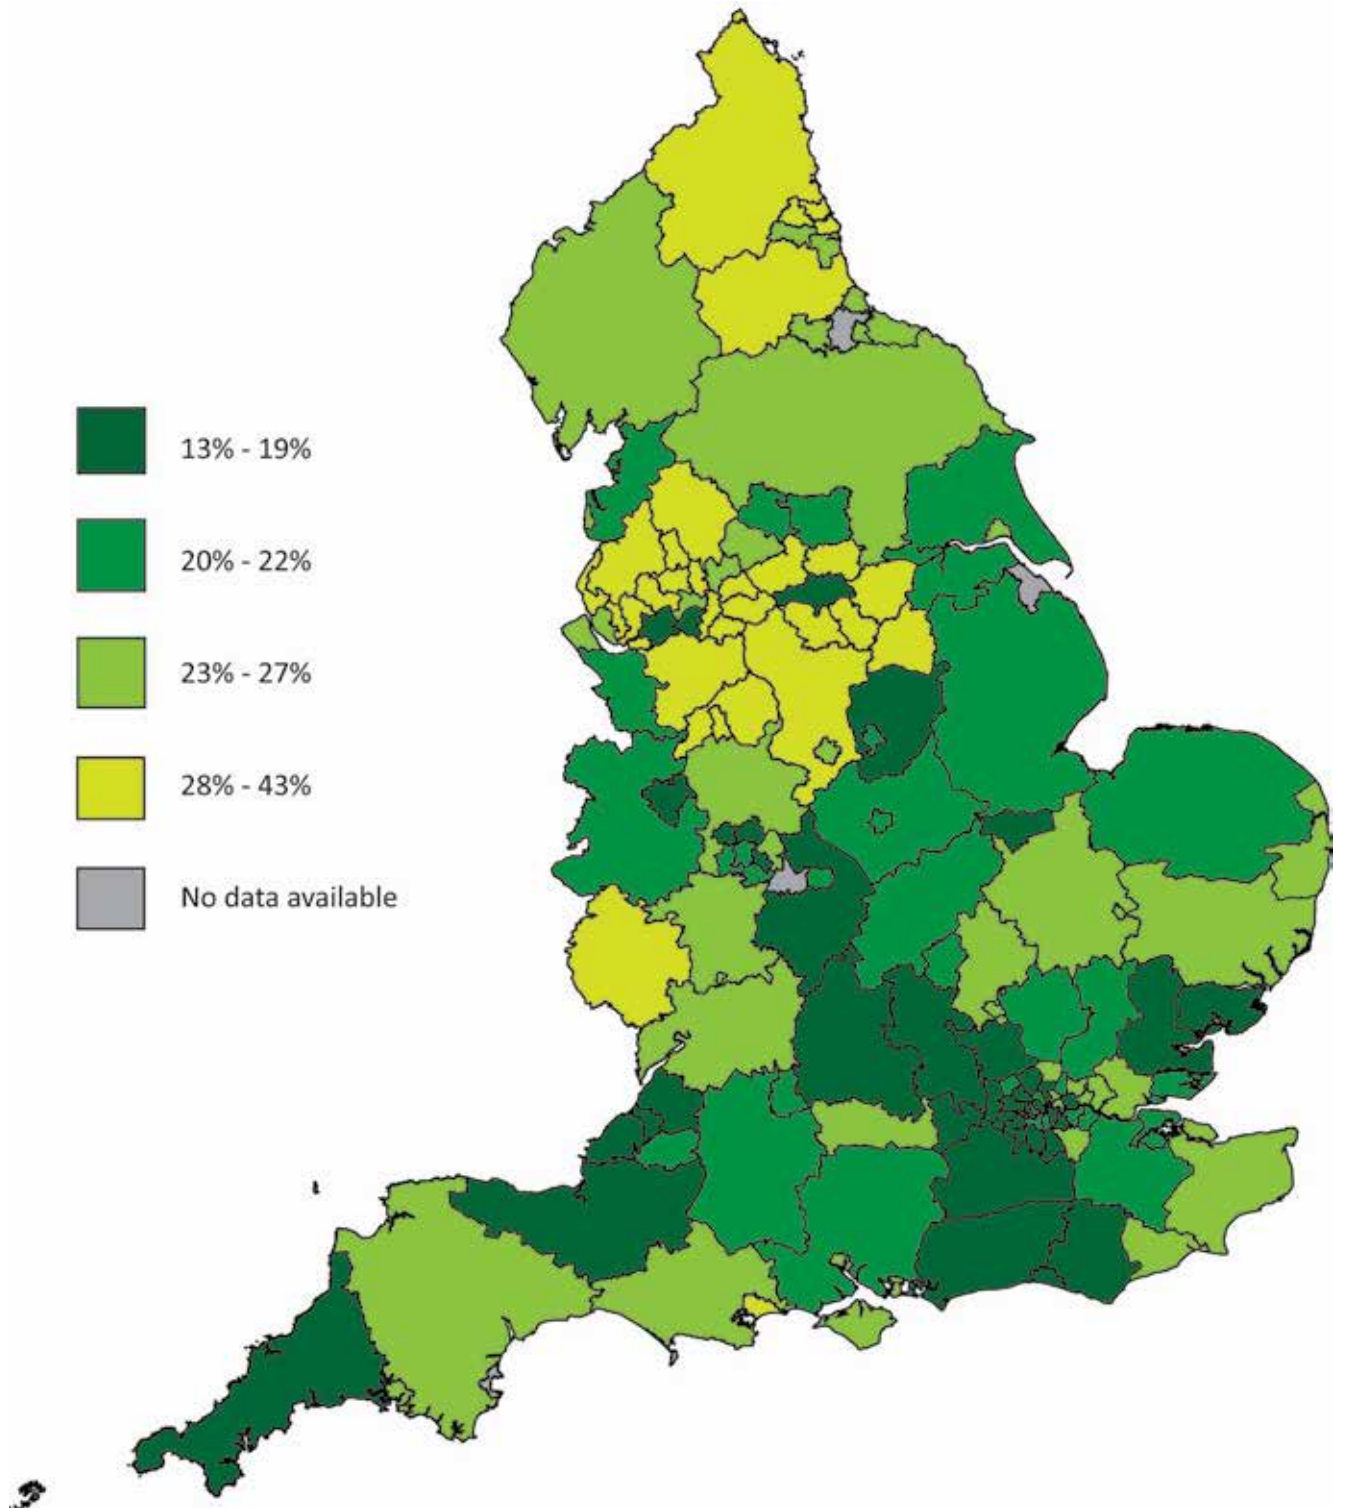 13% - 19%
20% - 22%
23% - 27%
28% - 43%
No data available